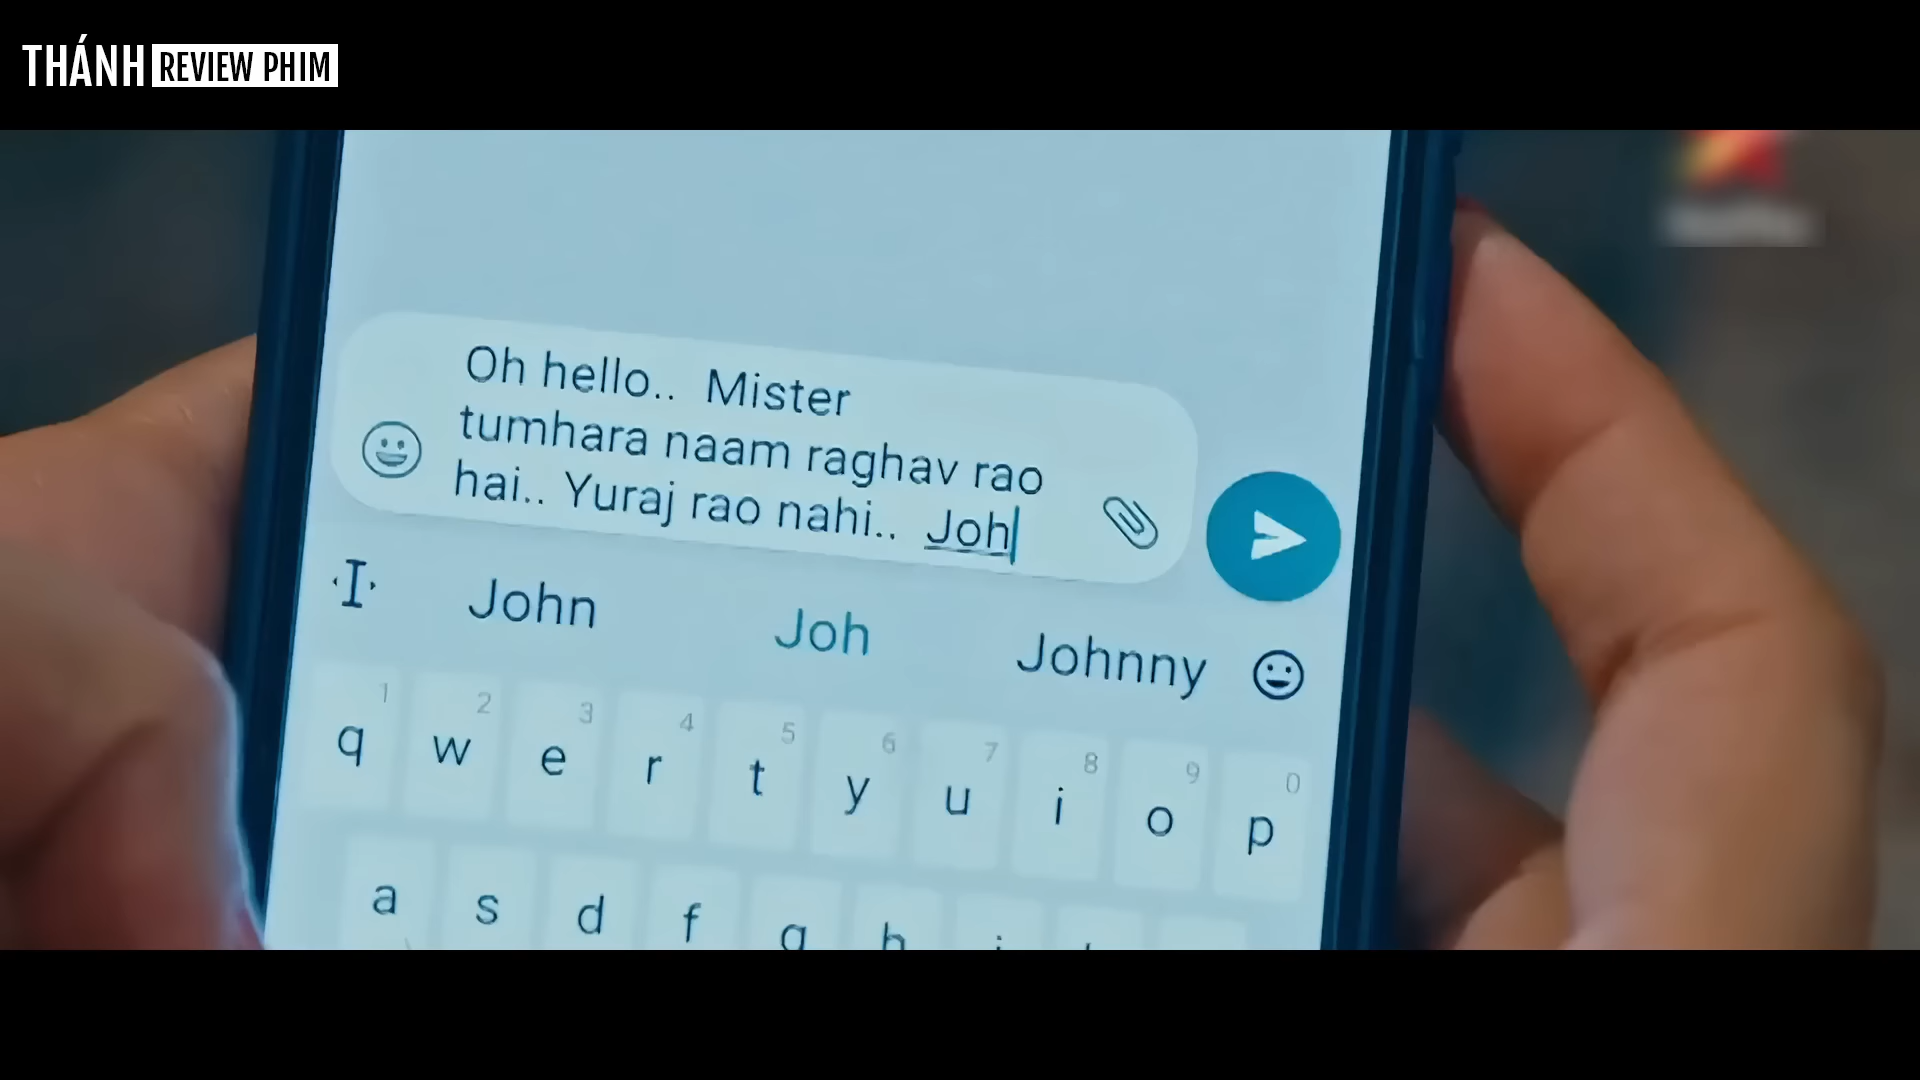 THÁNH REVIEW PHIM
Oh hello.. Mister
tumhara naam raghav rao
hai.. Yuraj rao nahi.. Joh
John Joh Johnny
1 2 3 4 5 6 7 8 9 0
q w e r t y u i o p
a s d f g h